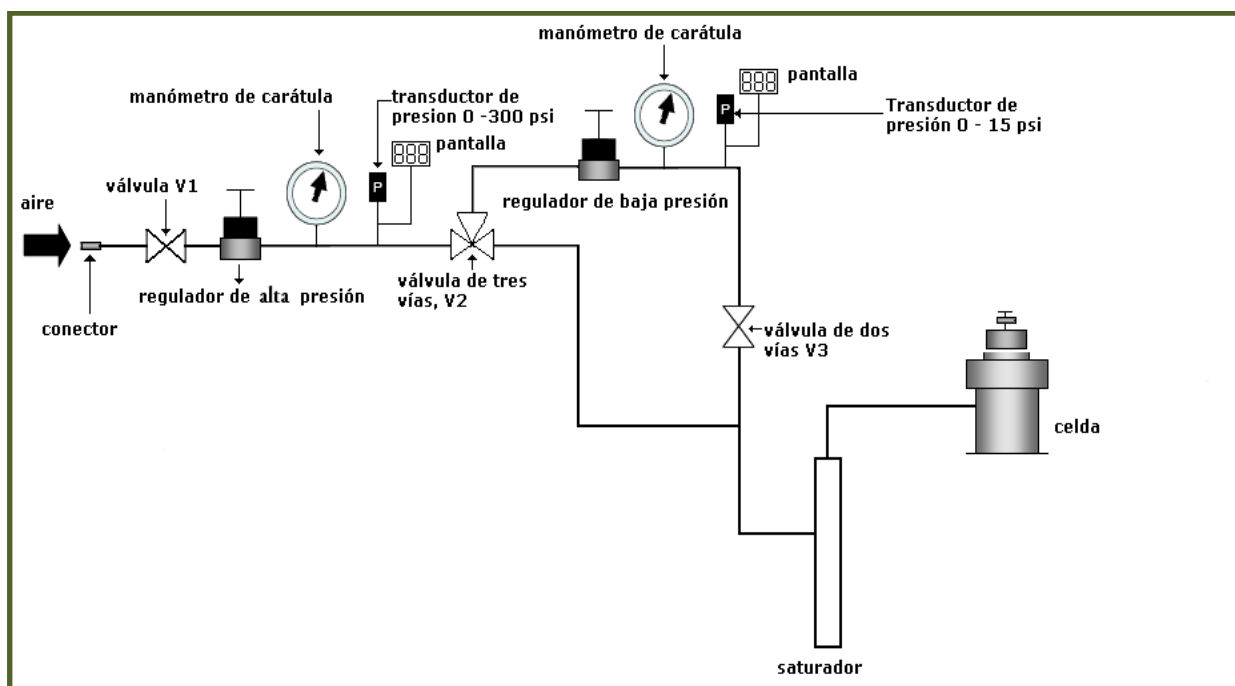 manómetro de carátula
pantalla
manómetro de carátula
transductor de
presion 0 -300 psi
Transductor de
presión 0 - 15 psi
P
888
888
pantalla
válvula V1
P
aire
regulador de baja presión
regulador de alta presión
válvula de tres
vías, V2
conector
válvula de dos
vías V3
celda
saturador